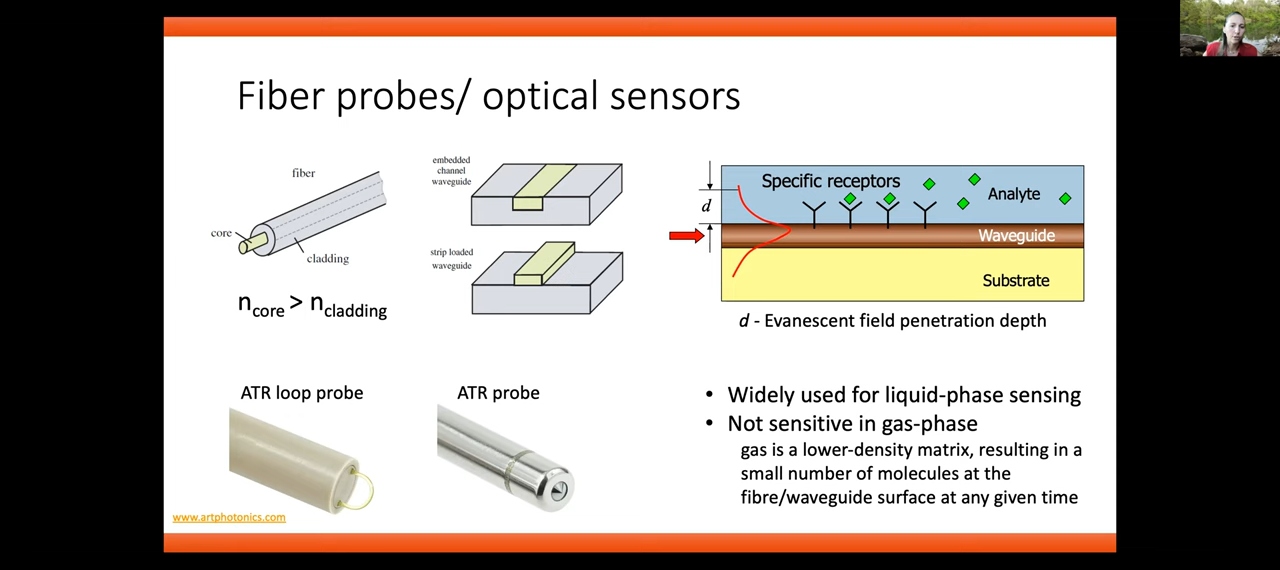 Fiber probes/ optical sensors
fiber
core
cladding
n core > n cladding
embedded
channel
waveguide
strip loaded
waveguide
Specific receptors
Analyte
d
Waveguide
Substrate
d - Evanescent field penetration depth
ATR loop probe
ATR probe
www.artphotonics.com
• Widely used for liquid-phase sensing
• Not sensitive in gas-phase
gas is a lower-density matrix, resulting in a
small number of molecules at the
fibre/waveguide surface at any given time